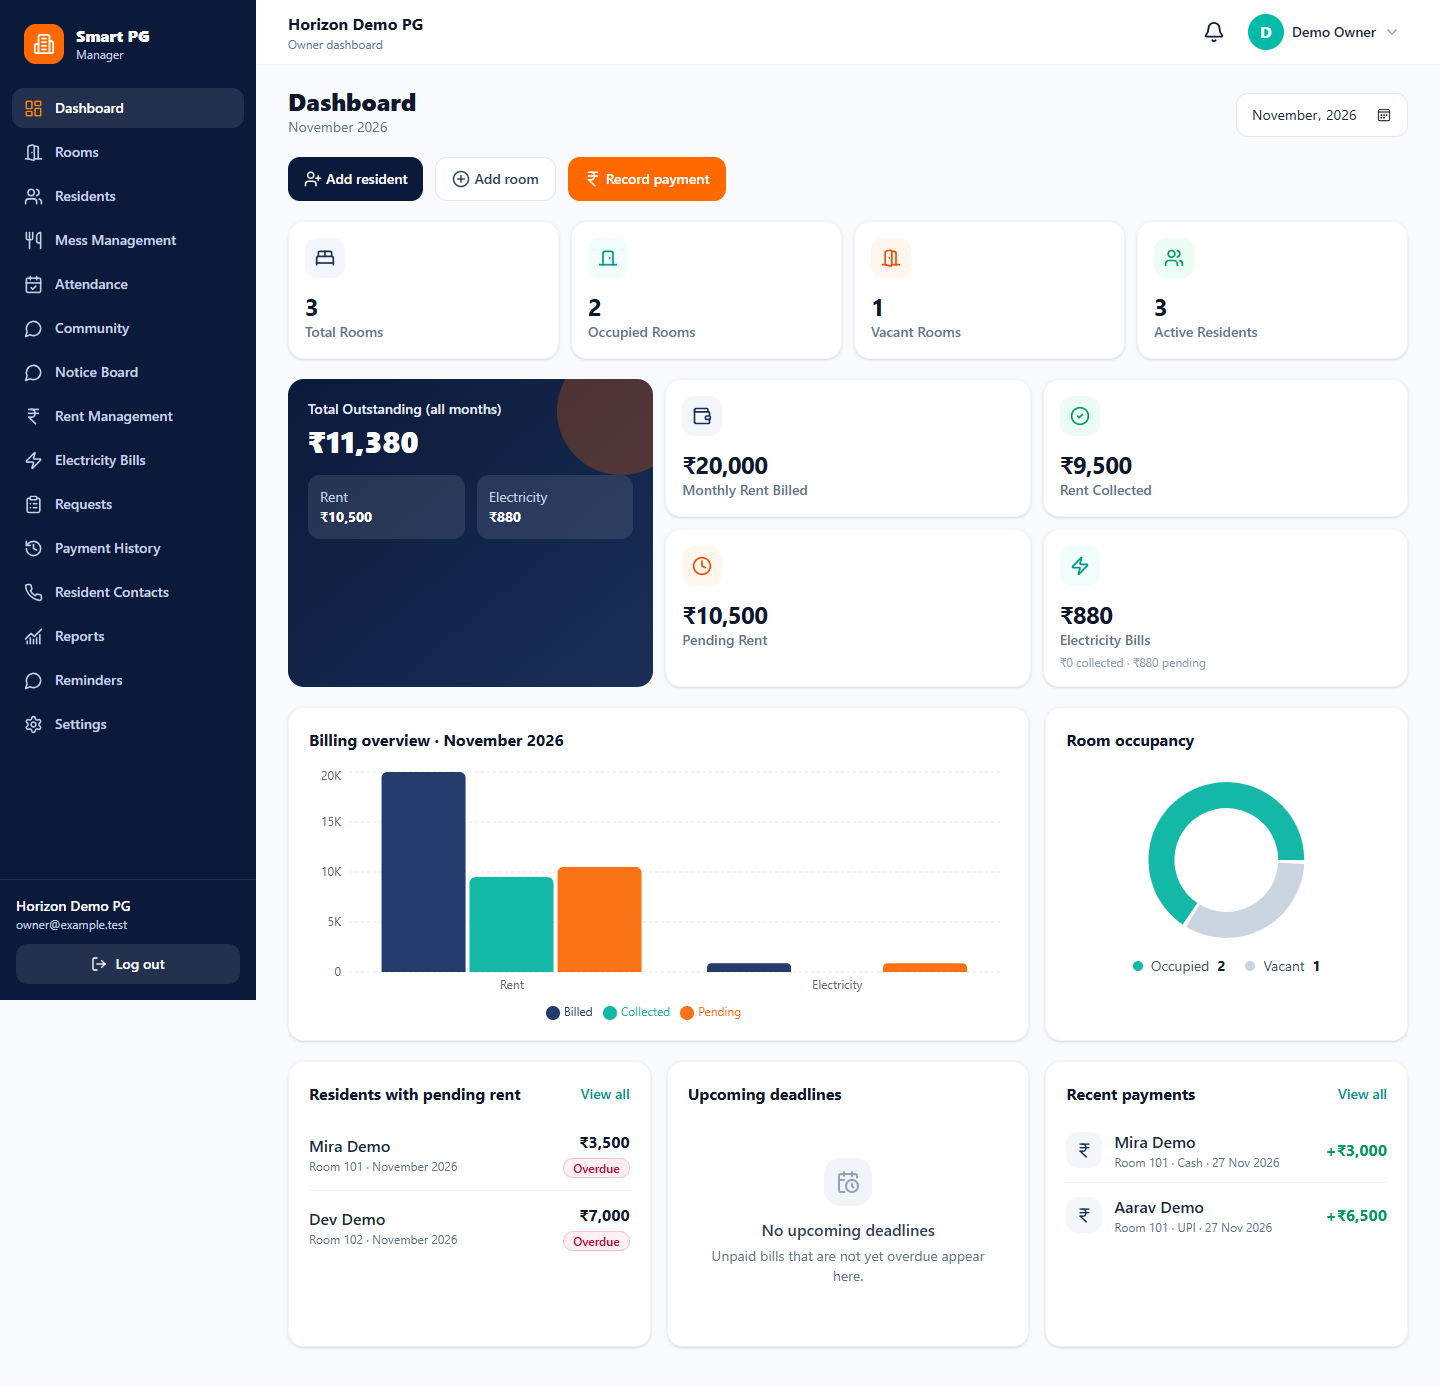 Smart PG
Manager
Dashboard
Rooms
Residents
Mess Management
Attendance
Community
Notice Board
Rent Management
Electricity Bills
Requests
Payment History
Resident Contacts
Reports
Reminders
Settings
Horizon Demo PG
owner@example.test
Log out
Horizon Demo PG
Owner dashboard
D
Demo Owner
Dashboard
November 2026
November, 2026
Add resident
Add room
Record payment
3
Total Rooms
2
Occupied Rooms
1
Vacant Rooms
3
Active Residents
Total Outstanding (all months)
₹11,380
Rent
₹10,500
Electricity
₹880
₹20,000
Monthly Rent Billed
₹9,500
Rent Collected
₹10,500
Pending Rent
₹880
Electricity Bills
₹0 collected · ₹880 pending
Billing overview · November 2026
20K
15K
10K
5K
0
Rent
Electricity
Billed
Collected
Pending
Room occupancy
Occupied 2
Vacant 1
Residents with pending rent
View all
Mira Demo
Room 101 · November 2026
₹3,500
Overdue
Dev Demo
Room 102 · November 2026
₹7,000
Overdue
Upcoming deadlines
No upcoming deadlines
Unpaid bills that are not yet overdue appear
here.
Recent payments
View all
Mira Demo
Room 101 · Cash · 27 Nov 2026
+₹3,000
Aarav Demo
Room 101 · UPI · 27 Nov 2026
+₹6,500